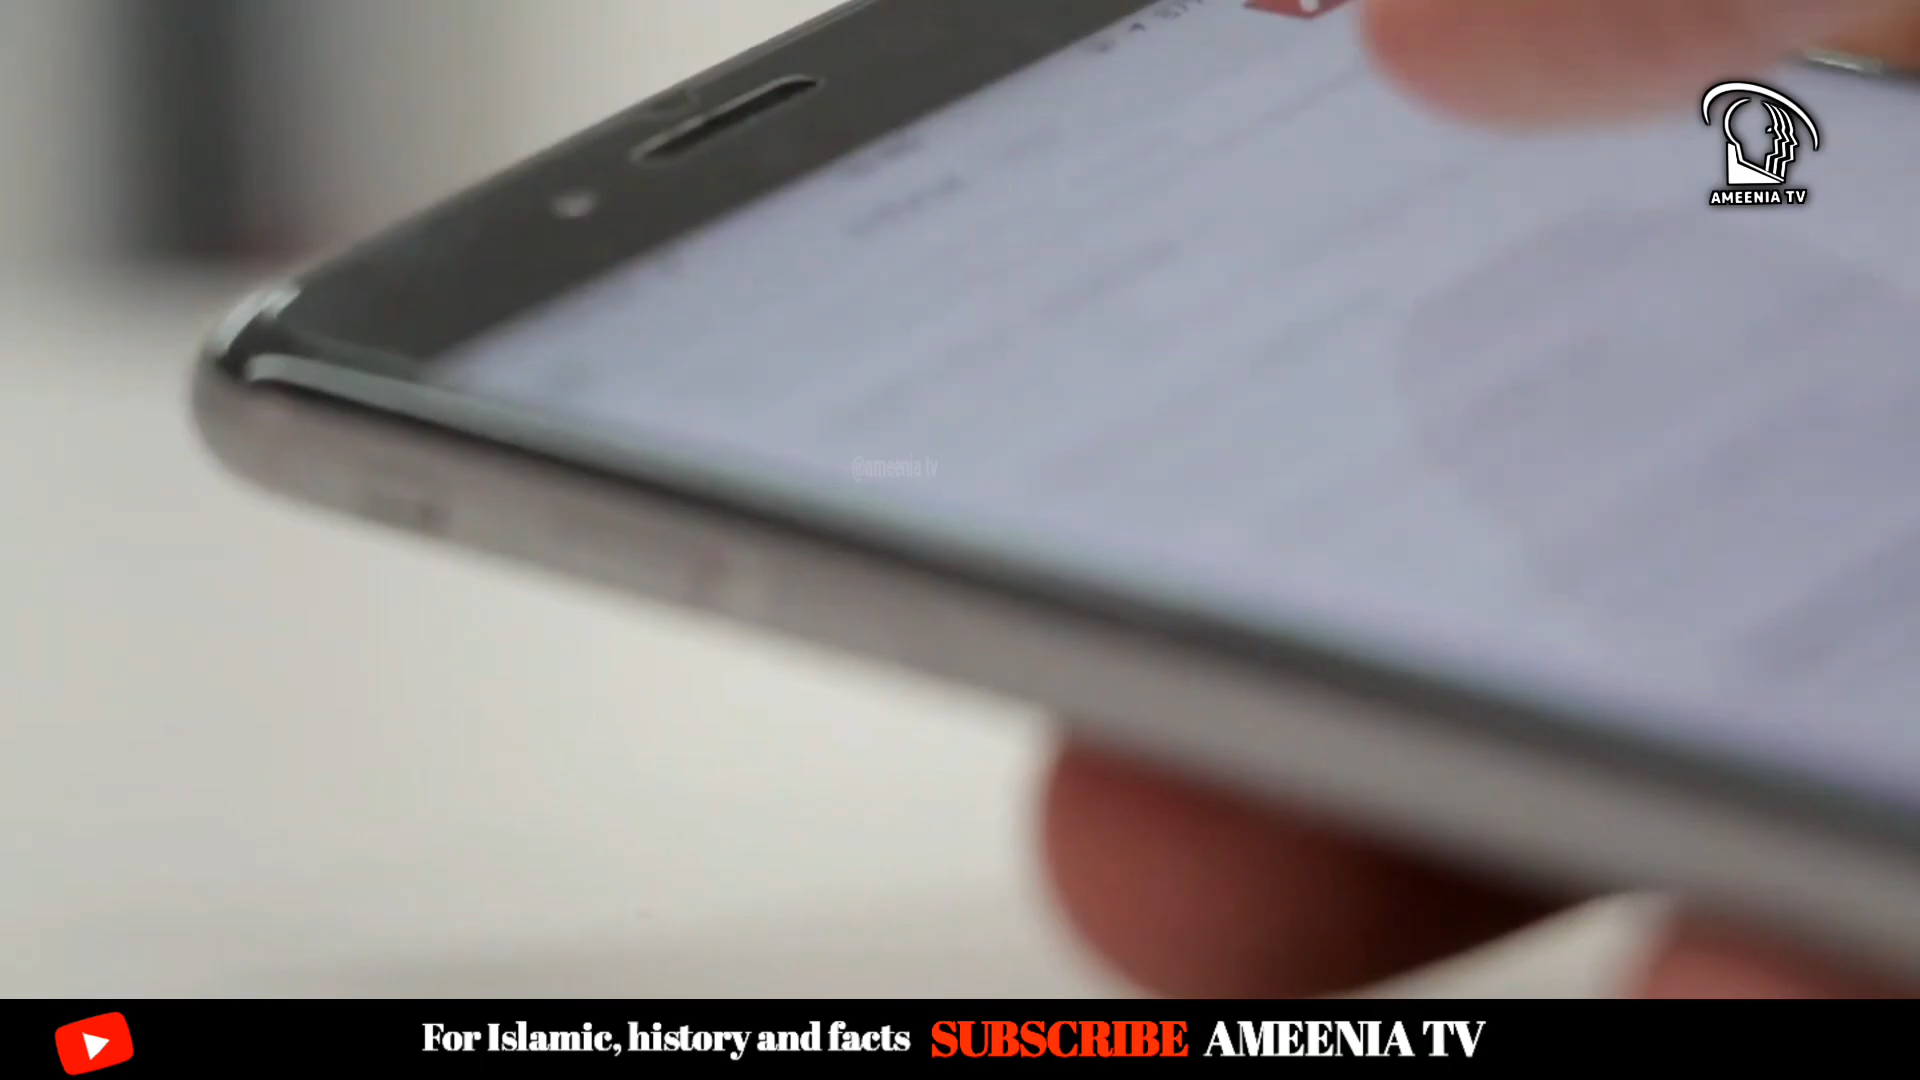 AMEENIA TV
@ameenia tv
For Islamic, history and facts SUBSCRIBE AMEENIA TV